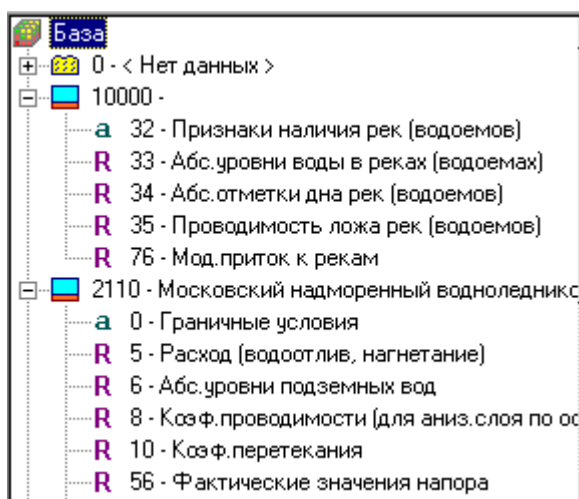 База
0 - < Нет данных >
10000 -
a 32 - Признаки наличия рек (водоемов)
R 33 - Абс.уровни воды в реках (водоемах)
R 34 - Абс.отметки дна рек (водоемов)
R 35 - Проводимость ложа рек (водоемов)
R 76 - Мод.приток к рекам
2110 - Московский надморенный водноледникс
a 0 - Граничные условия
R 5 - Расход (водоотлив, нагнетание)
R 6 - Абс.уровни подземных вод
R 8 - Коэф.проводимости (для аниз.слоя по ос
R 10 - Коэф.перетекания
R 56 - Фактические значения напора